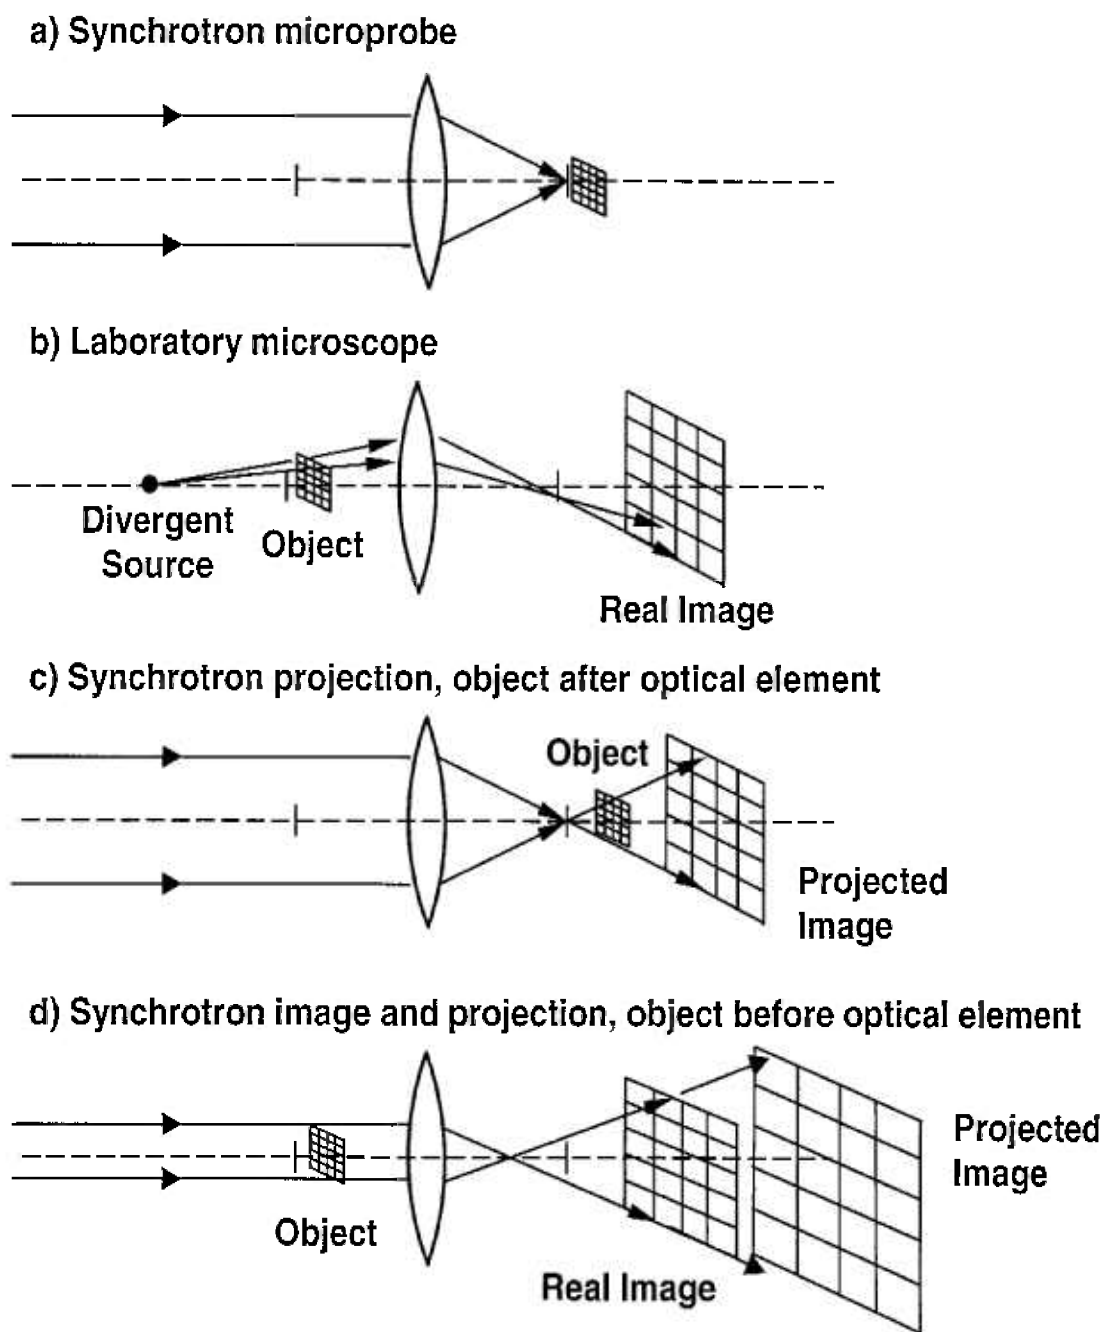 a) Synchrotron microprobe
b) Laboratory microscope
Divergent
Source
Object
Real Image
c) Synchrotron projection, object after optical element
Object
Projected
Image
d) Synchrotron image and projection, object before optical element
Projected
Image
Object
Real Image